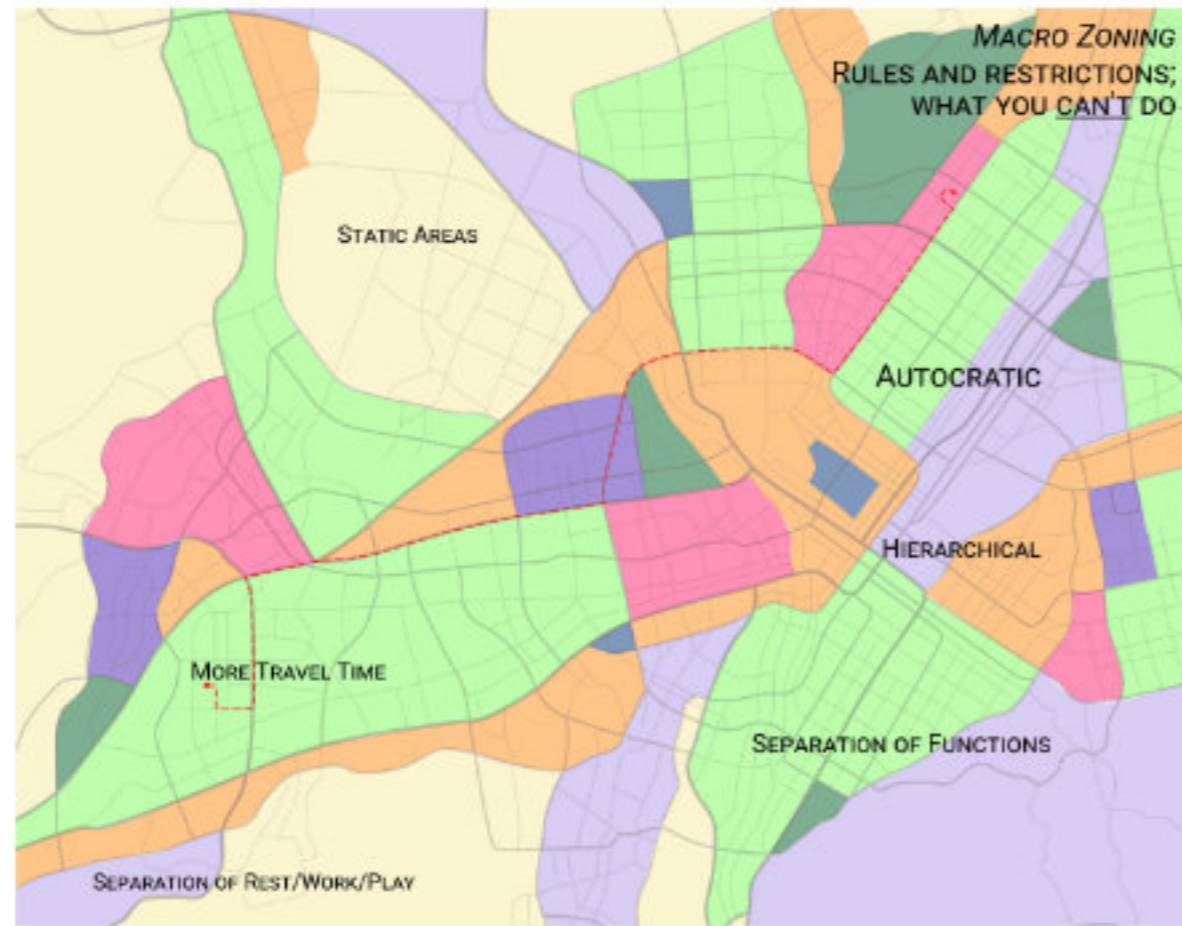 Macro Zoning
Rules and restrictions;
what you can't do
Static Areas
Autocratic
Hierarchical
More Travel Time
Separation of Functions
Separation of Rest/Work/Play